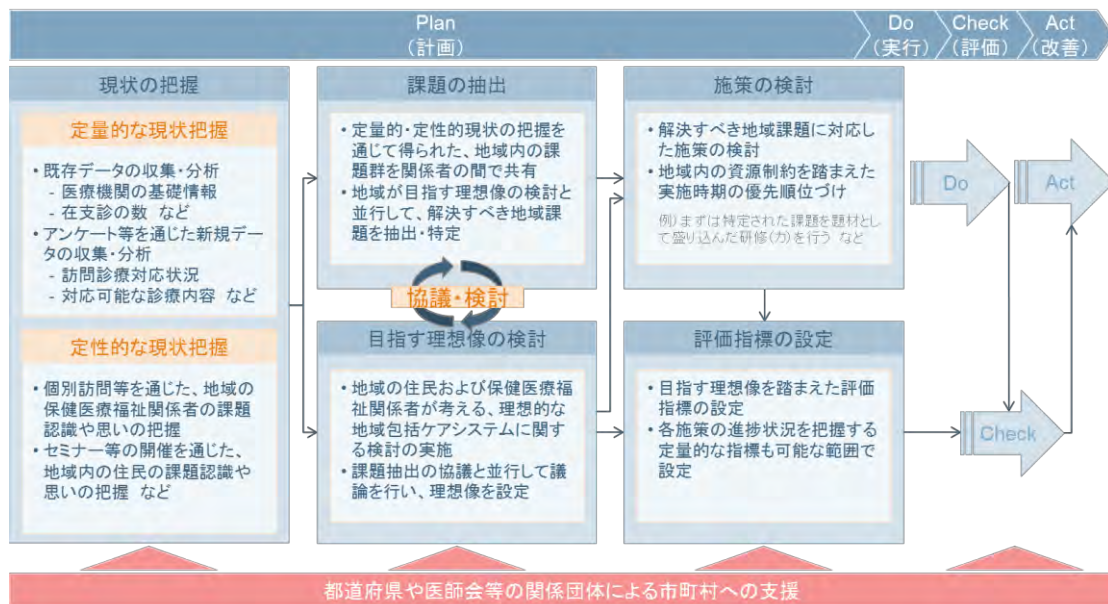 Plan
（計画）
Do
（実行）
Check
（評価）
Act
（改善）
現状の把握
定量的な現状把握
・既存データの収集・分析
- 医療機関の基礎情報
- 在支診の数 など
・アンケート等を通じた新規デー
タの収集・分析
- 訪問診療対応状況
- 対応可能な診療内容 など
定性的な現状把握
・個別訪問等を通じた、地域の
保健医療福祉関係者の課題
認識や思いの把握
・セミナー等の開催を通じた、
地域内の住民の課題認識や
思いの把握 など
課題の抽出
・定量的・定性的現状の把握を
通じて得られた、地域内の課
題群を関係者の間で共有
・地域が目指す理想像の検討と
並行して、解決すべき地域課
題を抽出・特定
協議・検討
目指す理想像の検討
・地域の住民および保健医療福
祉関係者が考える、理想的な
地域包括ケアシステムに関す
る検討の実施
・課題抽出の協議と並行して議
論を行い、理想像を設定
施策の検討
・解決すべき地域課題に対応し
た施策の検討
・地域内の資源制約を踏まえた
実施時期の優先順位づけ
例）まずは特定された課題を題材とし
て盛り込んだ研修（カ）を行う など
評価指標の設定
・目指す理想像を踏まえた評価
指標の設定
・各施策の進捗状況を把握する
定量的な指標も可能な範囲で
設定
Do
Act
Check
都道府県や医師会等の関係団体による市町村への支援